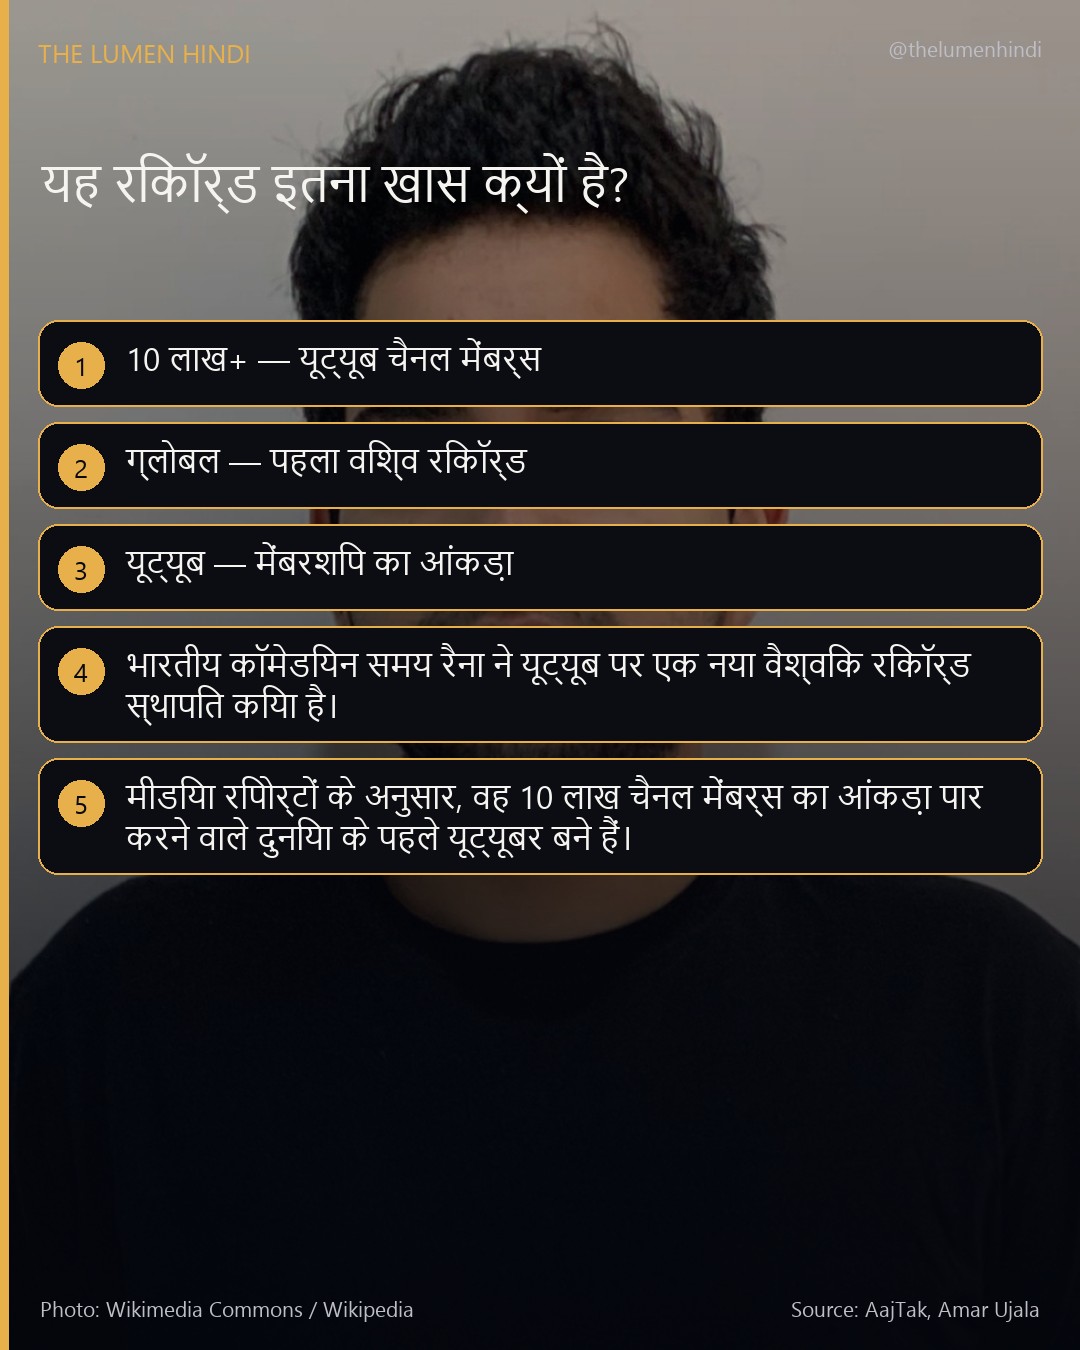 THE LUMEN HINDI
@thelumenhindi
यह रिकॉर्ड इतना खास क्यों है?
1 10 लाख+ — यूट्यूब चैनल मेंबर्स
2 ग्लोबल — पहला विश्व रिकॉर्ड
3 यूट्यूब — मेंबरशिप का आंकड़ा
4 भारतीय कॉमेडियन समय रैना ने यूट्यूब पर एक नया वैश्विक रिकॉर्ड
स्थापित किया है।
5 मीडिया रिपोर्टों के अनुसार, वह 10 लाख चैनल मेंबर्स का आंकड़ा पार
करने वाले दुनिया के पहले यूट्यूबर बने हैं।
Photo: Wikimedia Commons / Wikipedia
Source: AajTak, Amar Ujala